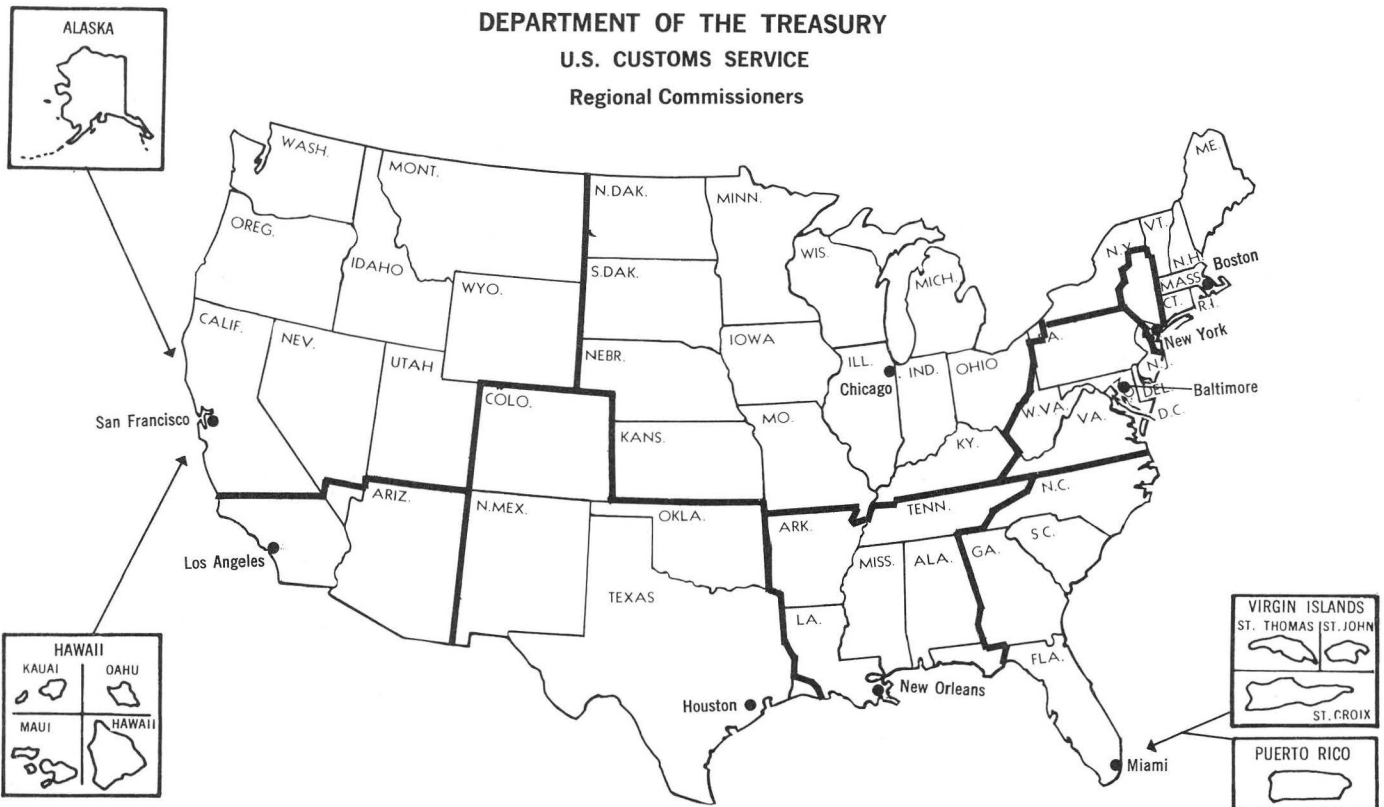 DEPARTMENT OF THE TREASURY
U.S. CUSTOMS SERVICE
Regional Commissioners
ALASKA
WASH.
MONT.
N.DAK.
MINN.
ME.
OREG.
IDAHO
WYO.
S.DAK.
WIS.
MICH.
N.Y.
VT.
N.H.
MASS.
Boston
CT.
R.I.
CALIF.
NEV.
UTAH
NEBR.
IOWA
ILL.
IND.
OHIO
PA.
New York
N.J.
Chicago
DEL.
Baltimore
D.C.
COLO.
KANS.
MO.
KY.
W.VA.
VA.
San Francisco
ARIZ.
N.MEX.
OKLA.
ARK.
TENN.
N.C.
S.C.
Los Angeles
TEXAS
MISS.
ALA.
GA.
LA.
FLA.
Houston
New Orleans
Miami
HAWAII
KAUAI
OAHU
MAUI
HAWAII
VIRGIN ISLANDS
ST. THOMAS
ST. JOHN
ST. CROIX
PUERTO RICO